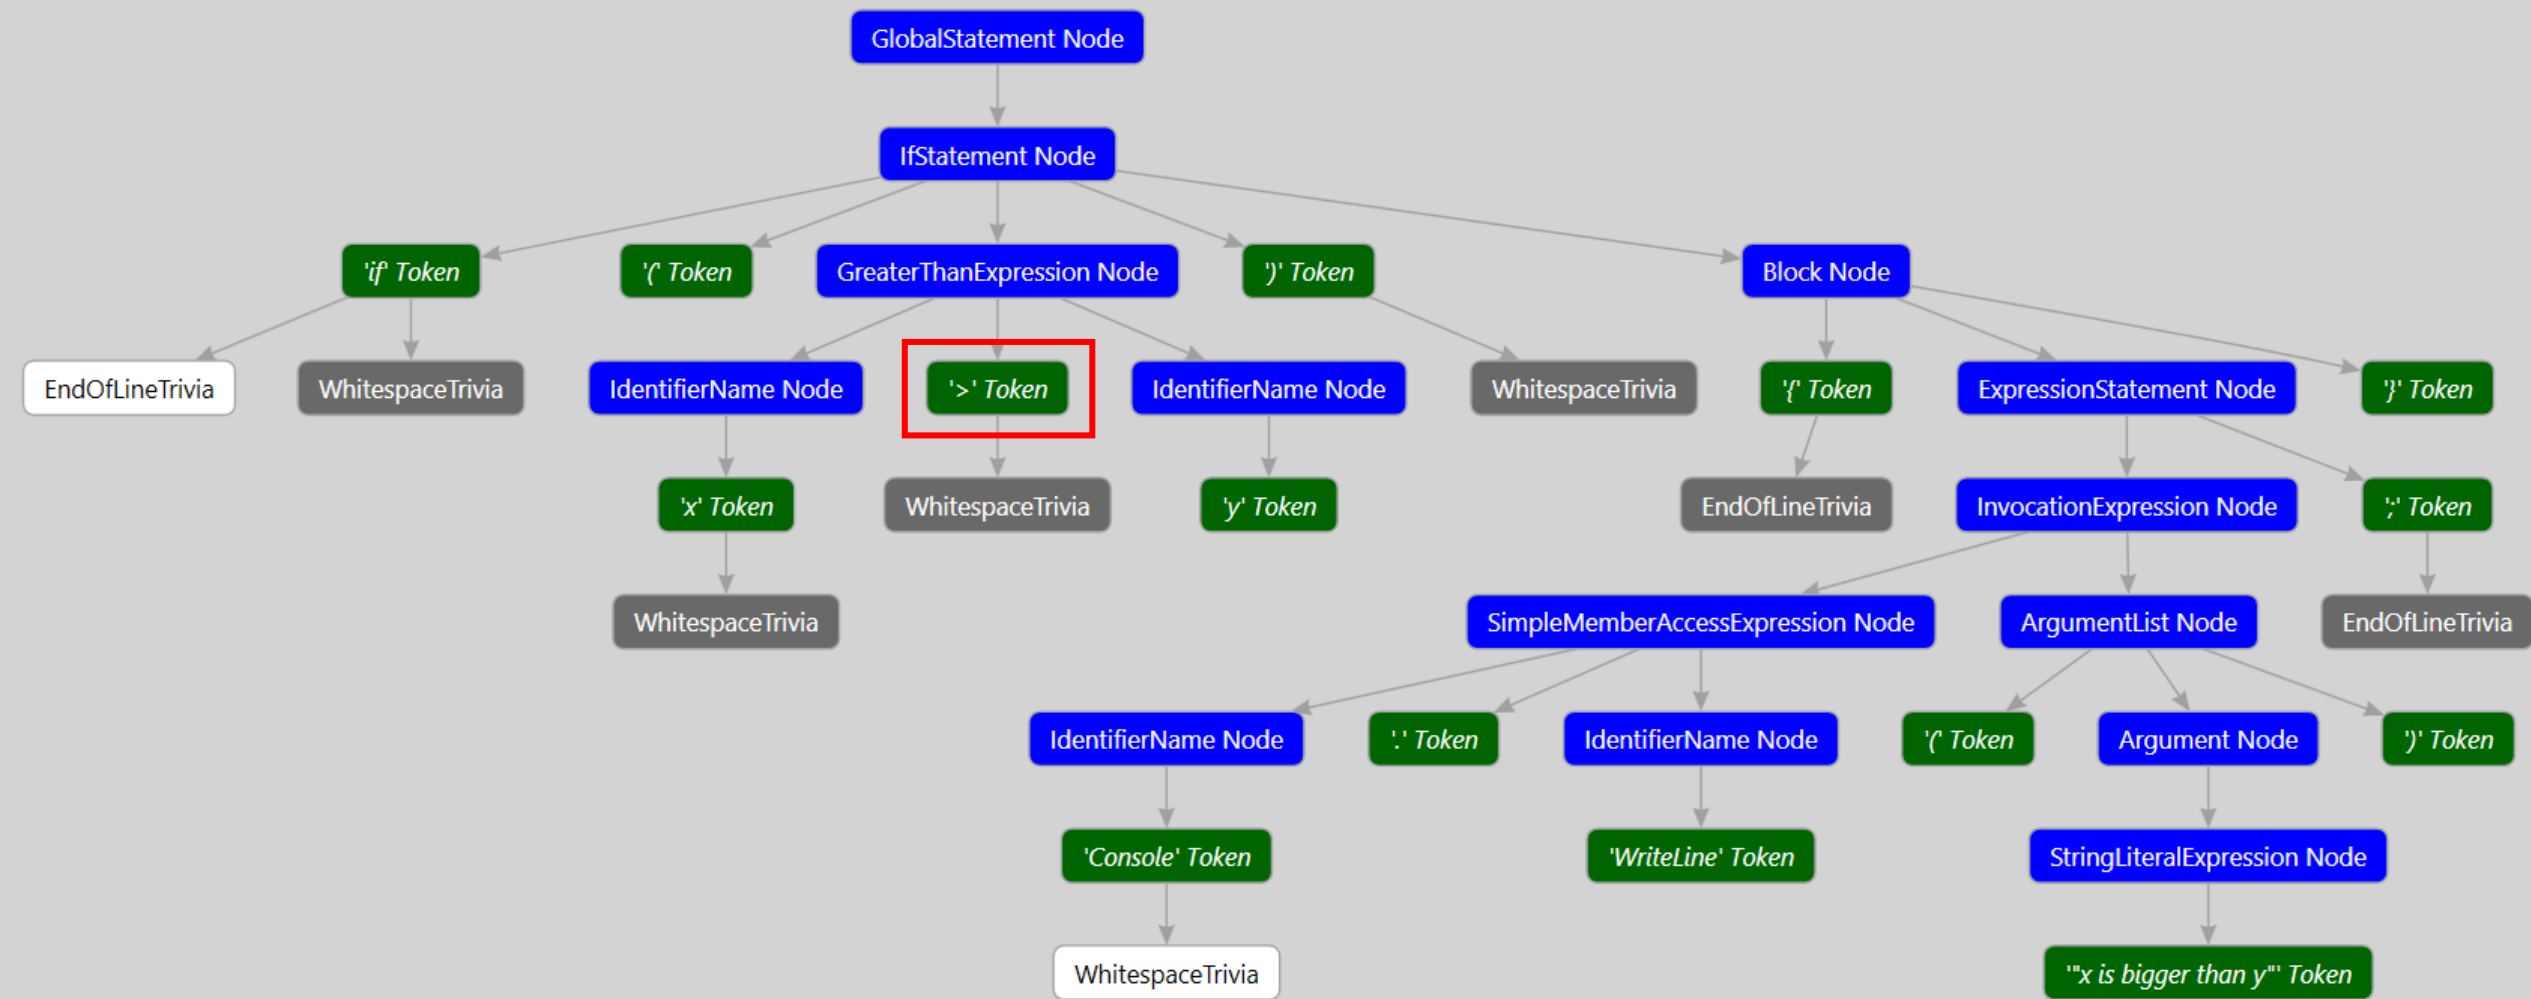 GlobalStatement Node
IfStatement Node
'if' Token
'(' Token
GreaterThanExpression Node
')' Token
Block Node
EndOfLineTrivia
WhitespaceTrivia
IdentifierName Node
'>' Token
IdentifierName Node
WhitespaceTrivia
'{' Token
ExpressionStatement Node
'}' Token
'x' Token
WhitespaceTrivia
'y' Token
EndOfLineTrivia
InvocationExpression Node
';' Token
WhitespaceTrivia
SimpleMemberAccessExpression Node
ArgumentList Node
EndOfLineTrivia
IdentifierName Node
'.' Token
IdentifierName Node
'(' Token
Argument Node
')' Token
'Console' Token
'WriteLine' Token
StringLiteralExpression Node
WhitespaceTrivia
'"x is bigger than y"' Token